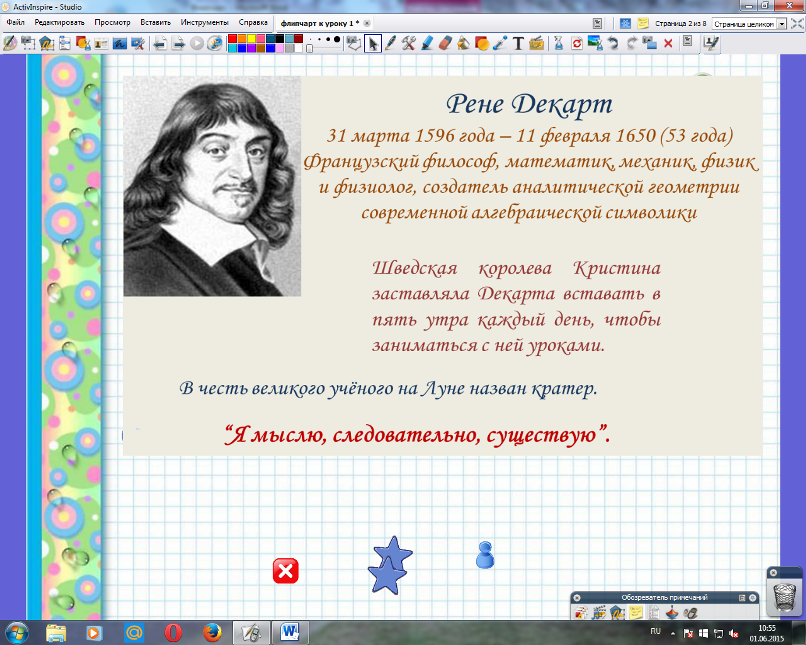 ActivInspire - Studio
Файл Редактировать Просмотр Вставить Инструменты Справка флипчарт к уроку 1 * Страница 2 из 8 Страница целиком
Рене Декарт
31 марта 1596 года – 11 февраля 1650 (53 года)
Французский философ, математик, механик, физик
и физиолог, создатель аналитической геометрии
современной алгебраической символики
Шведская королева Кристина
заставляла Декарта вставать в
пять утра каждый день, чтобы
заниматься с ней уроками.
В честь великого учёного на Луне назван кратер.
“Я мыслю, следовательно, существую”.
Обозреватель примечаний
RU 10:55
01.06.2015